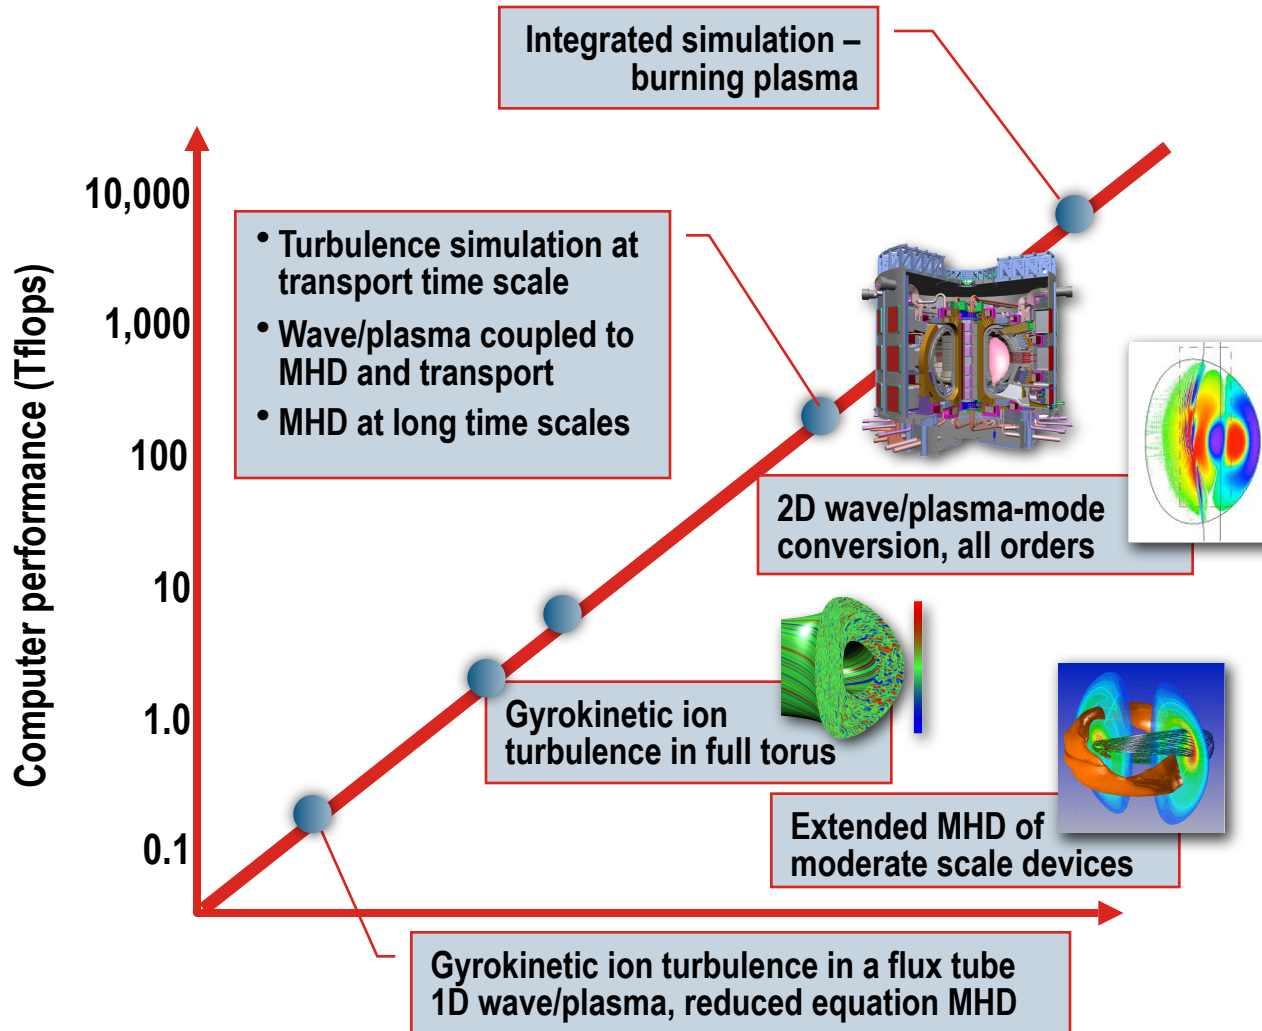 Integrated simulation –
burning plasma
Computer performance (Tflops)
10,000
1,000
100
10
1.0
0.1
• Turbulence simulation at
transport time scale
• Wave/plasma coupled to
MHD and transport
• MHD at long time scales
2D wave/plasma-mode
conversion, all orders
Gyrokinetic ion
turbulence in full torus
Extended MHD of
moderate scale devices
Gyrokinetic ion turbulence in a flux tube
1D wave/plasma, reduced equation MHD